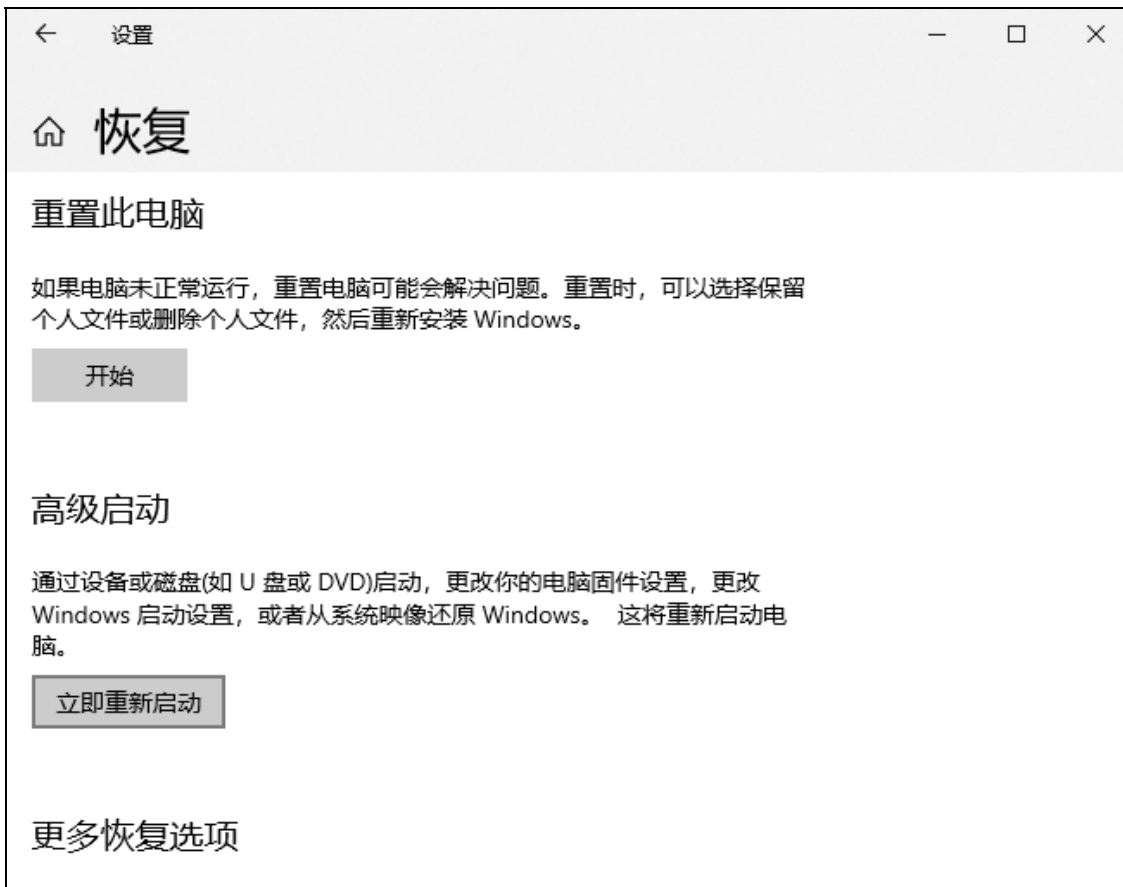 设置
恢复
重置此电脑
如果电脑未正常运行，重置电脑可能会解决问题。重置时，可以选择保留
个人文件或删除个人文件，然后重新安装 Windows。
开始
高级启动
通过设备或磁盘(如 U 盘或 DVD)启动，更改你的电脑固件设置，更改
Windows 启动设置，或者从系统映像还原 Windows。 这将重新启动电
脑。
立即重新启动
更多恢复选项